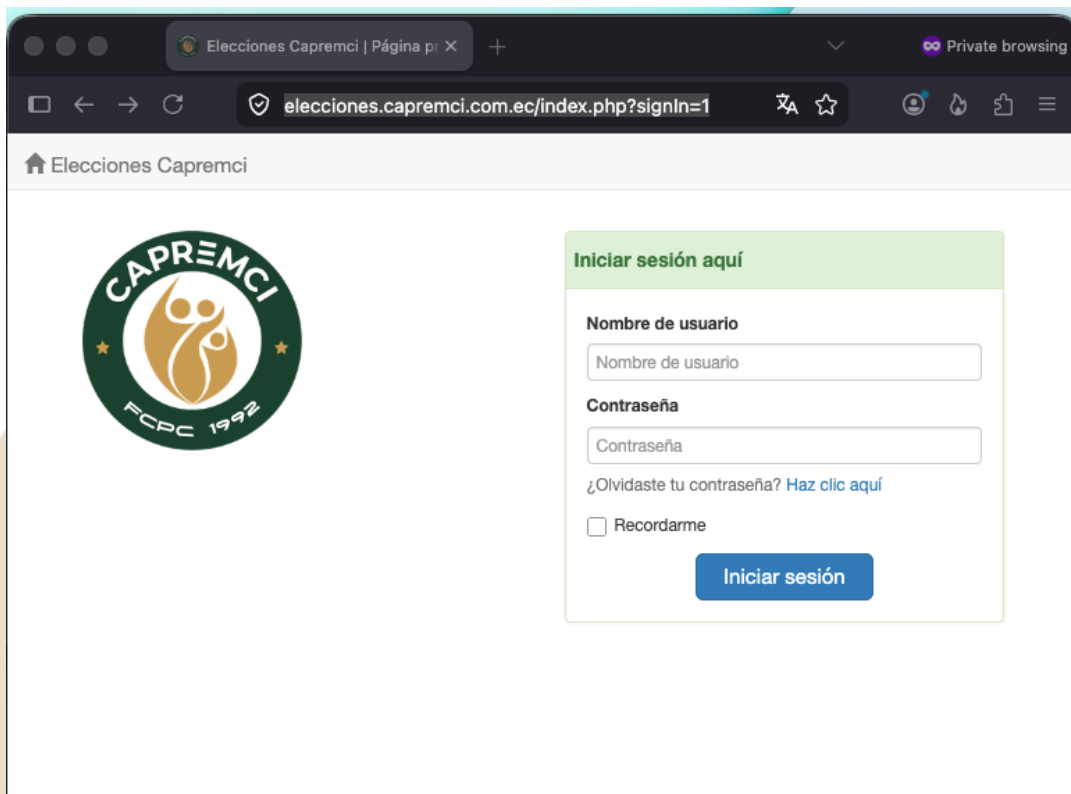 Elecciones Capremci | Página pr
Private browsing
elecciones.capremci.com.ec/index.php?signIn=1
Elecciones Capremci
CAPREMCI
FCPC 1992
Iniciar sesión aquí
Nombre de usuario
Nombre de usuario
Contraseña
Contraseña
¿Olvidaste tu contraseña? Haz clic aquí
Recordarme
Iniciar sesión